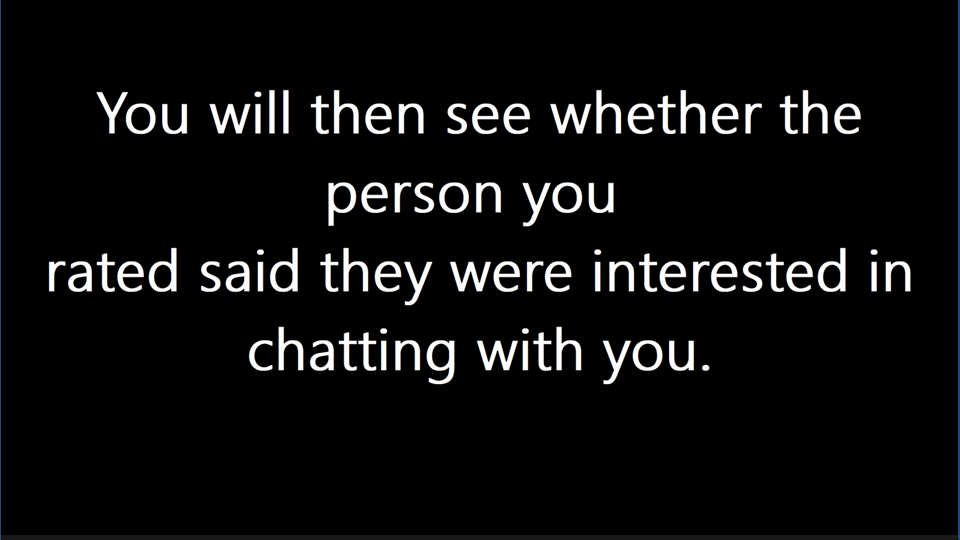 You will then see whether the
person you
rated said they were interested in
chatting with you.